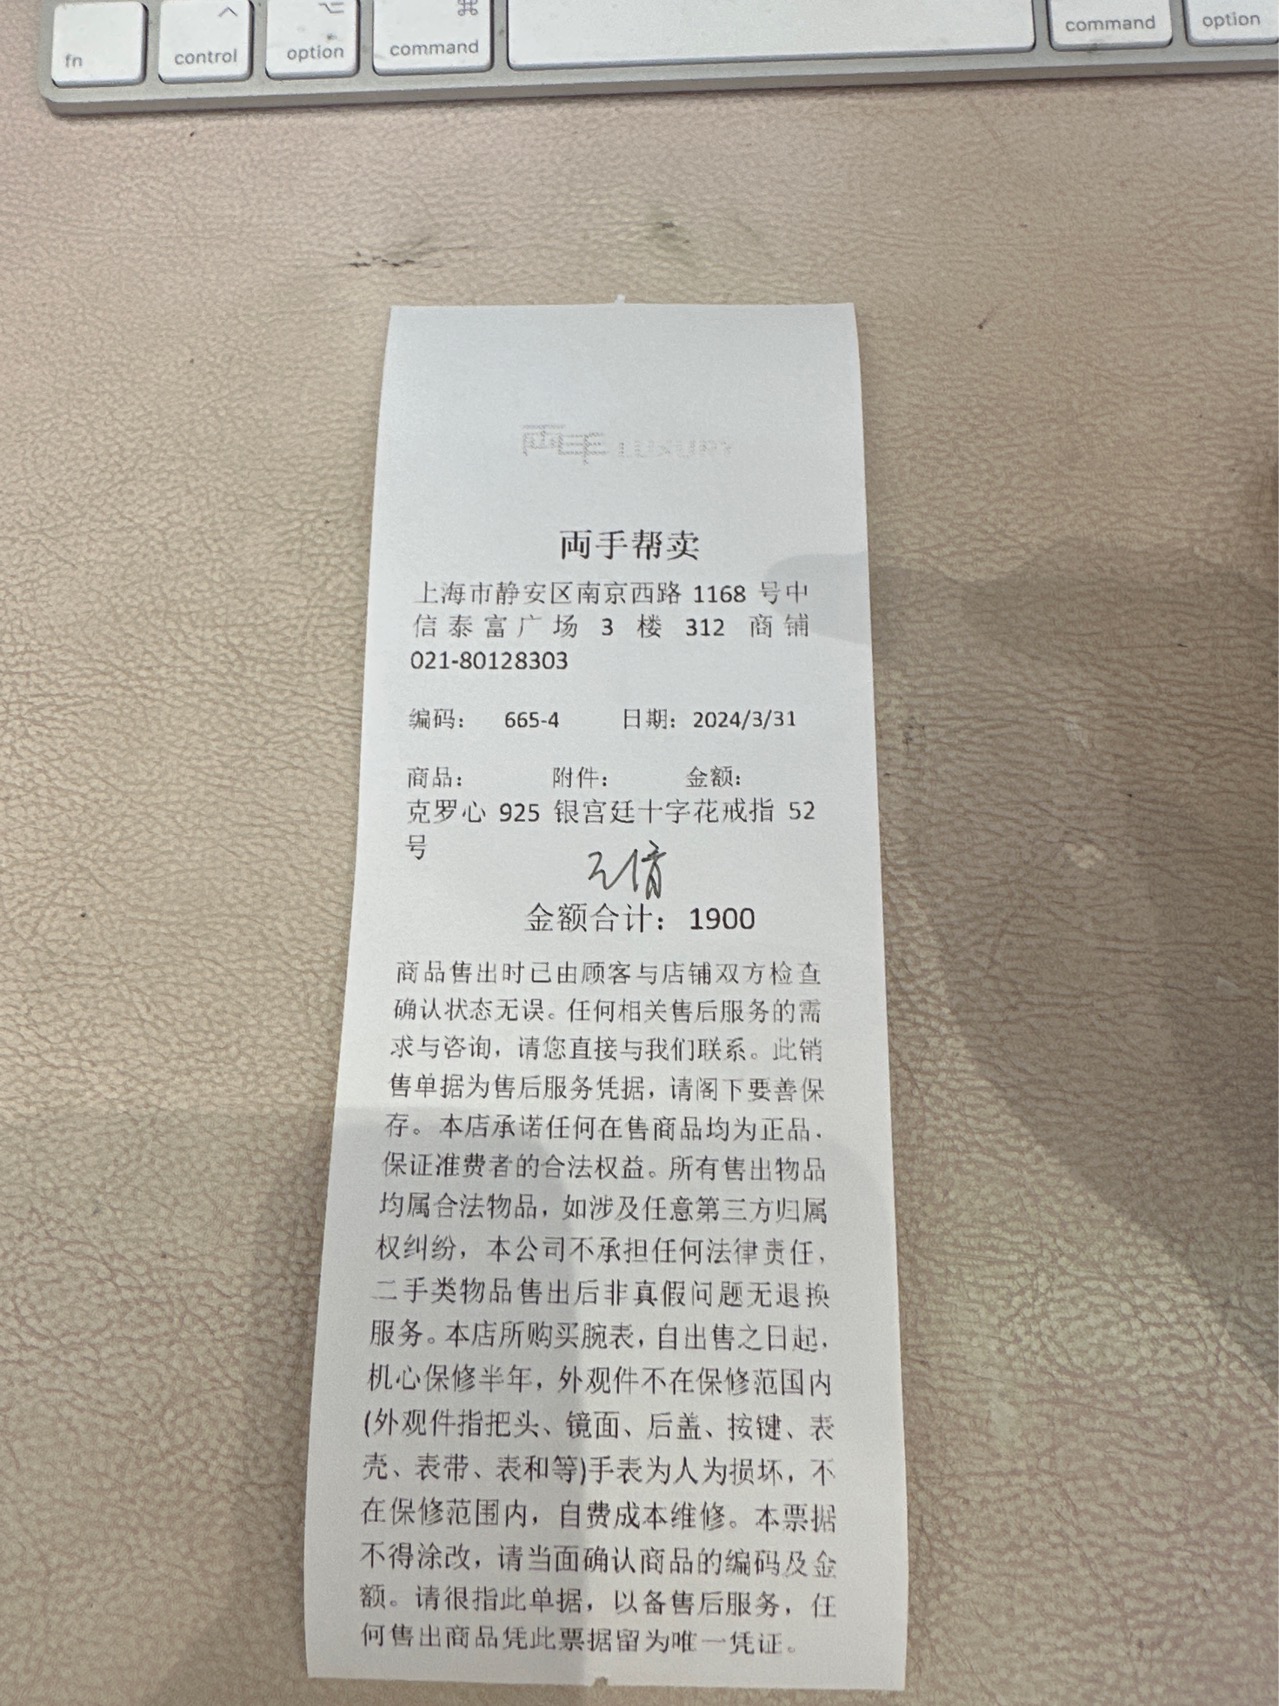 fn
control
option
command
command
option
両手 LUXURY
両手帮卖
上海市静安区南京西路 1168 号中
信泰富广场 3 楼 312 商铺
021-80128303
编码: 665-4 日期: 2024/3/31
商品: 附件: 金额:
克罗心 925 银宫廷十字花戒指 52
号
金额合计: 1900
商品售出时已由顾客与店铺双方检查
确认状态无误。任何相关售后服务的需
求与咨询，请您直接与我们联系。此销
售单据为售后服务凭据，请阁下要善保
存。本店承诺任何在售商品均为正品.
保证准费者的合法权益。所有售出物品
均属合法物品，如涉及任意第三方归属
权纠纷，本公司不承担任何法律责任,
二手类物品售出后非真假问题无退换
服务。本店所购买腕表，自出售之日起,
机心保修半年，外观件不在保修范围内
(外观件指把头、镜面、后盖、按键、表
壳、表带、表和等)手表为人为损坏，不
在保修范围内，自费成本维修。本票据
不得涂改，请当面确认商品的编码及金
额。请很指此单据，以备售后服务，任
何售出商品凭此票据留为唯一凭证。